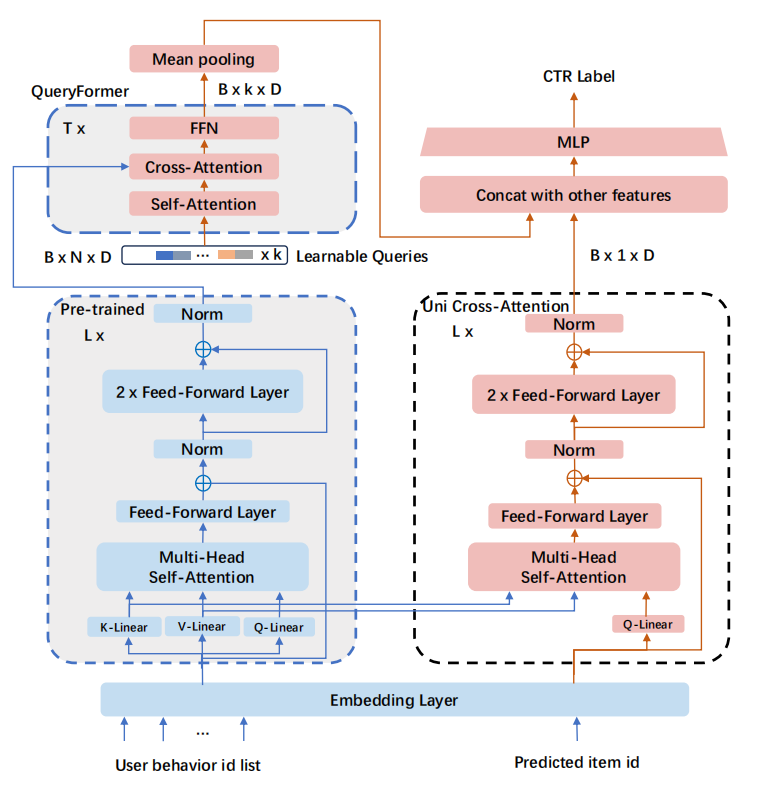 Mean pooling
QueryFormer
B x k x D
T x
FFN
Cross-Attention
Self-Attention
B x N x D
...
x k
Learnable Queries
CTR Label
MLP
Concat with other features
B x 1 x D
Pre-trained
L x
Norm
2 x Feed-Forward Layer
Norm
Feed-Forward Layer
Multi-Head
Self-Attention
K-Linear
V-Linear
Q-Linear
Uni Cross-Attention
L x
Norm
2 x Feed-Forward Layer
Norm
Feed-Forward Layer
Multi-Head
Self-Attention
Q-Linear
Embedding Layer
...
User behavior id list
Predicted item id